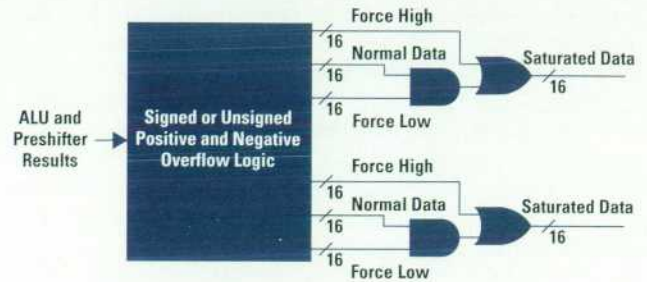 Force High
16
Normal Data
16
Saturated Data
16
16
Force Low
ALU and
Preshifter
Results
Signed or Unsigned
Positive and Negative
Overflow Logic
Force High
16
Normal Data
16
Saturated Data
16
16
Force Low